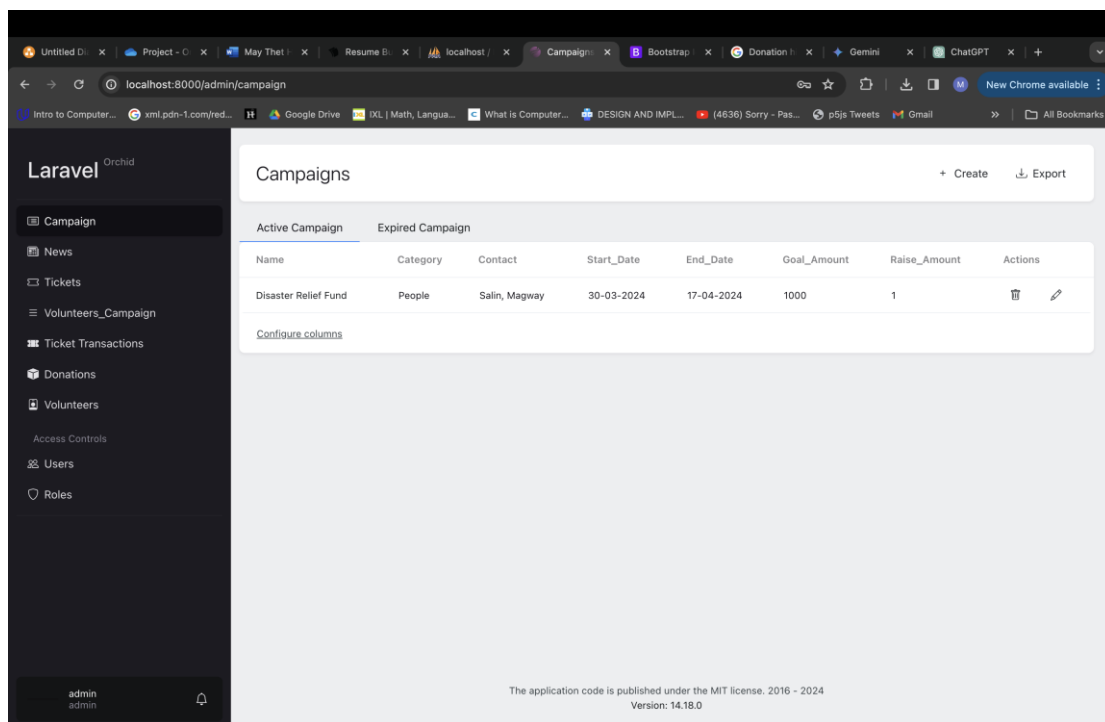 Untitled Di
Project - O
May Thet H
Resume Bu
localhost /
Campaigns
Bootstrap
Donation h
Gemini
ChatGPT
localhost:8000/admin/campaign
New Chrome available
Intro to Computer...
xml.pdn-1.com/red...
Google Drive
IXL | Math, Langua...
What is Computer...
DESIGN AND IMPL...
(4636) Sorry - Pas...
p5js Tweets
Gmail
»
All Bookmarks
Laravel Orchid
Campaign
News
Tickets
Volunteers_Campaign
Ticket Transactions
Donations
Volunteers
Access Controls
Users
Roles
admin
admin
Campaigns
+ Create
Export
Active Campaign Expired Campaign
Name Category Contact Start_Date End_Date Goal_Amount Raise_Amount Actions
Disaster Relief Fund People Salin, Magway 30-03-2024 17-04-2024 1000 1
Configure columns
The application code is published under the MIT license. 2016 - 2024
Version: 14.18.0